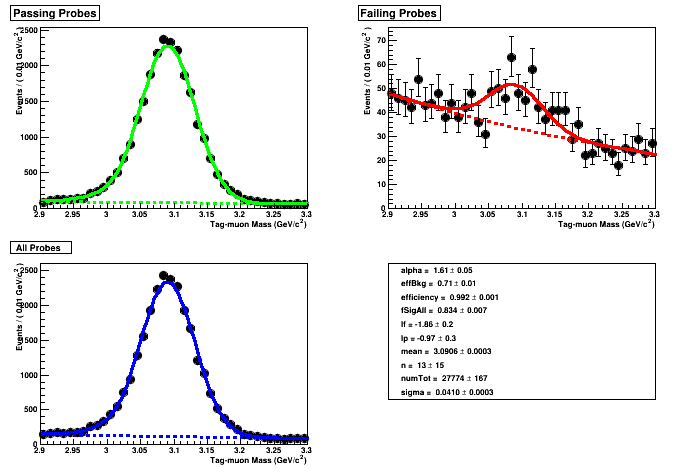 Passing Probes
Events / ( 0.01 GeV/c² )
2500
2000
1500
1000
500
0
2.9 2.95 3 3.05 3.1 3.15 3.2 3.25 3.3
Tag-muon Mass (GeV/c²)
Failing Probes
Events / ( 0.01 GeV/c² )
70
60
50
40
30
20
10
0
2.9 2.95 3 3.05 3.1 3.15 3.2 3.25 3.3
Tag-muon Mass (GeV/c²)
All Probes
Events / ( 0.01 GeV/c² )
2500
2000
1500
1000
500
0
2.9 2.95 3 3.05 3.1 3.15 3.2 3.25 3.3
Tag-muon Mass (GeV/c²)
alpha = 1.61 ± 0.05
effBkg = 0.71 ± 0.01
efficiency = 0.992 ± 0.001
fSigAll = 0.834 ± 0.007
lf = -1.86 ± 0.2
lp = -0.97 ± 0.3
mean = 3.0906 ± 0.0003
n = 13 ± 15
numTot = 27774 ± 167
sigma = 0.0410 ± 0.0003